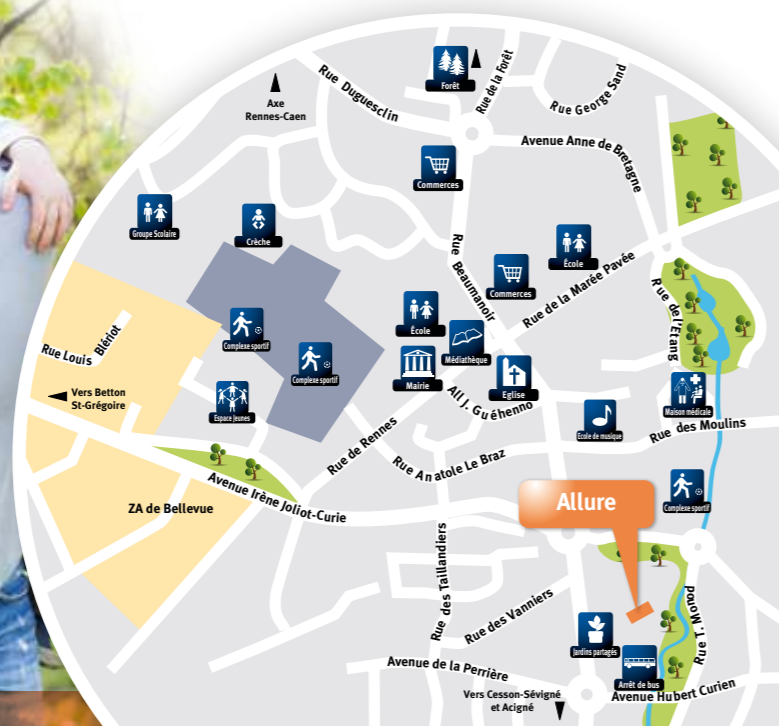 Forêt
Rue de la Forêt
Rue George Sand
Rue Duguesclin
Axe
Rennes-Caen
Avenue Anne de Bretagne
Commerces
Groupe Scolaire
Crèche
École
Rue Beaumanoir
Commerces
Rue de la Marée Pavée
Rue de l'Étang
École
Complexe sportif
Rue Louis Blériot
Médiathèque
Complexe sportif
Mairie
Eglise
All J. Guéhenno
Maison médicale
Vers Betton
St-Grégoire
Espace Jeunes
École de musique
Rue des Moulins
Rue de Rennes
Rue Anatole Le Braz
Avenue Irène Joliot-Curie
ZA de Bellevue
Allure
Complexe sportif
Rue des Taillandiers
Rue des Vanniers
Rue T. Monod
Jardins partagés
Avenue de la Perrière
Arrêt de bus
Avenue Hubert Curien
Vers Cesson-Sévigné
et Acigné